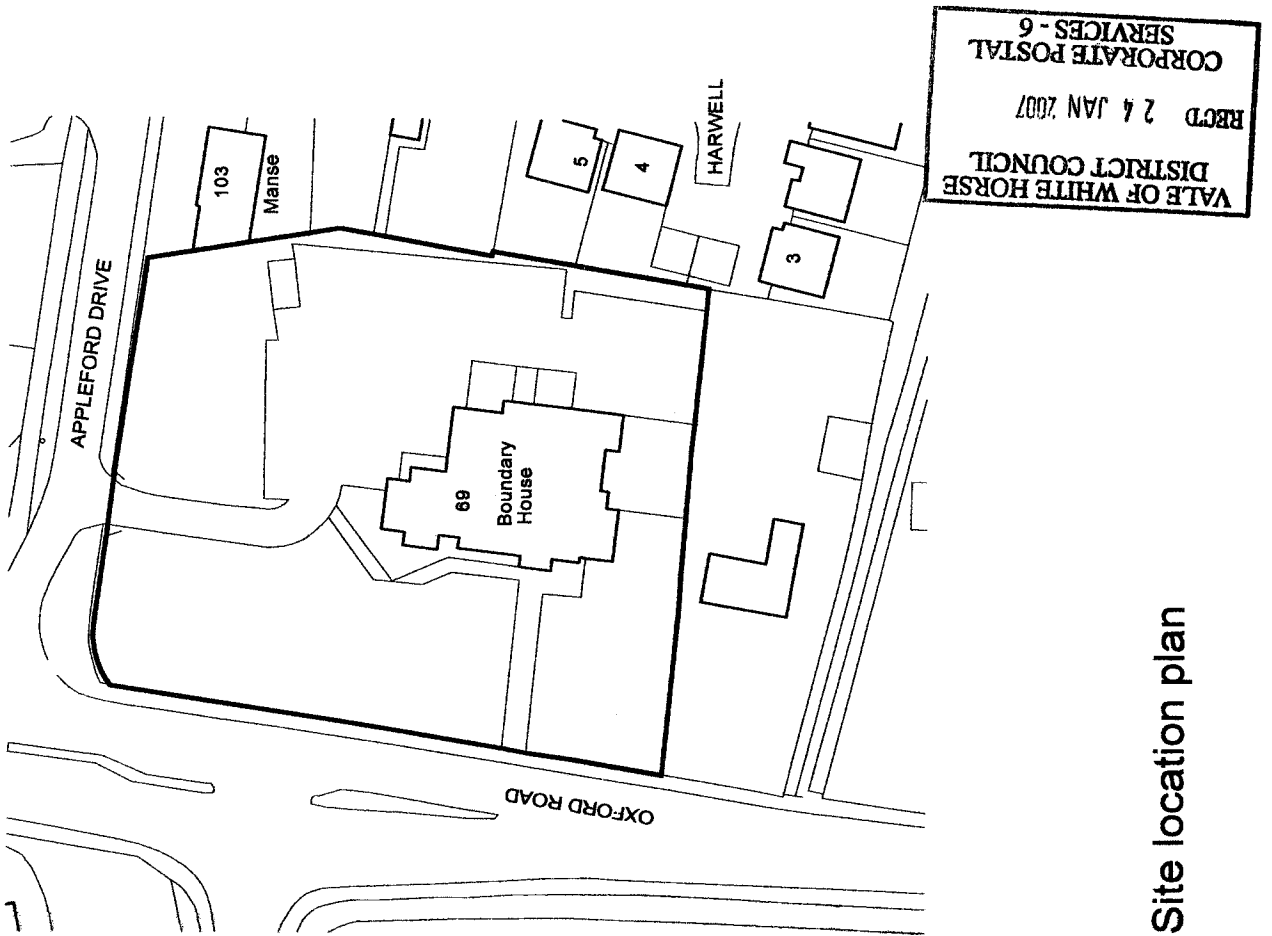 APPLEFORD DRIVE
103
Manse
5
4
HARWELL
3
69
Boundary
House
OXFORD ROAD
Site location plan
VALE OF WHITE HORSE
DISTRICT COUNCIL
REC'D 24 JAN 2007
CORPORATE POSTAL
SERVICES - 6